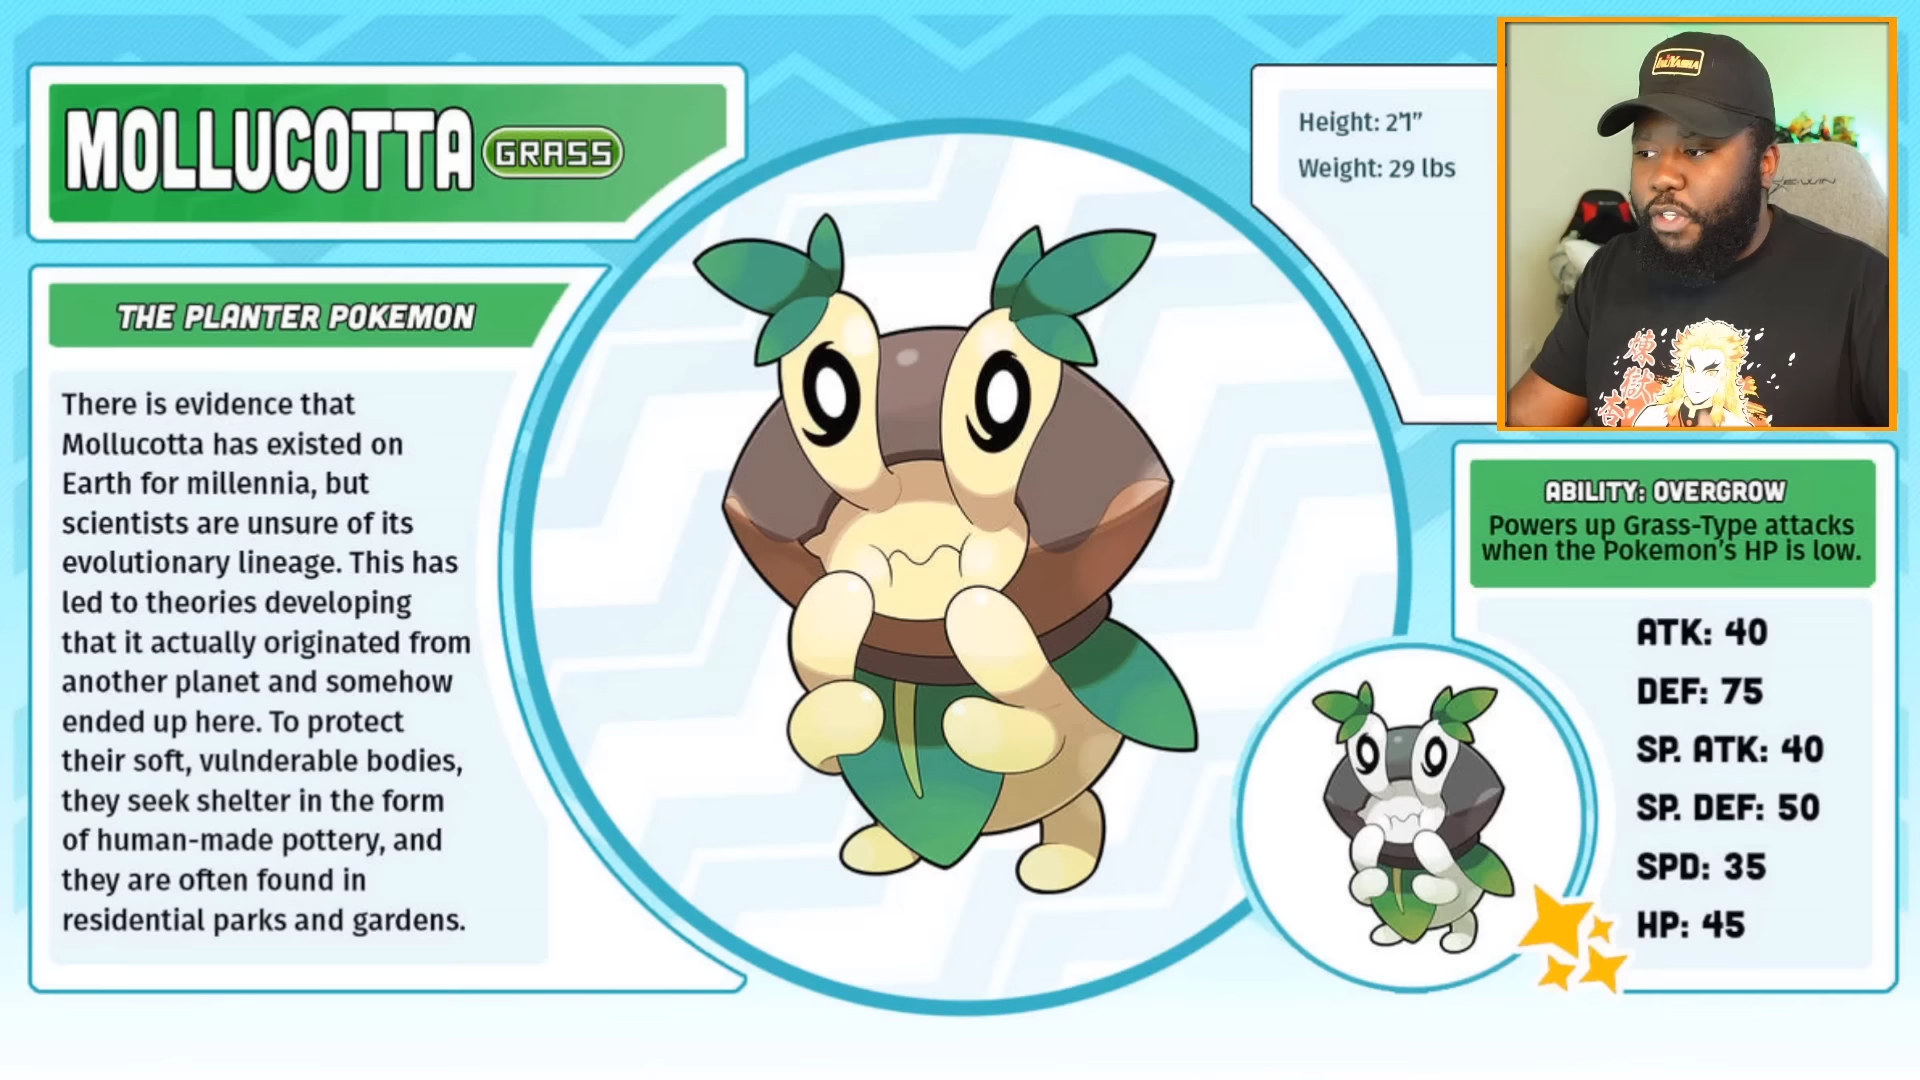 MOLLUCOTTA
GRASS
THE PLANTER POKEMON
There is evidence that
Mollucotta has existed on
Earth for millennia, but
scientists are unsure of its
evolutionary lineage. This has
led to theories developing
that it actually originated from
another planet and somehow
ended up here. To protect
their soft, vulnderable bodies,
they seek shelter in the form
of human-made pottery, and
they are often found in
residential parks and gardens.
Height: 2'1"
Weight: 29 lbs
INUYASHA
煉
獄
杏
ABILITY: OVERGROW
Powers up Grass-Type attacks
when the Pokemon's HP is low.
ATK: 40
DEF: 75
SP. ATK: 40
SP. DEF: 50
SPD: 35
HP: 45